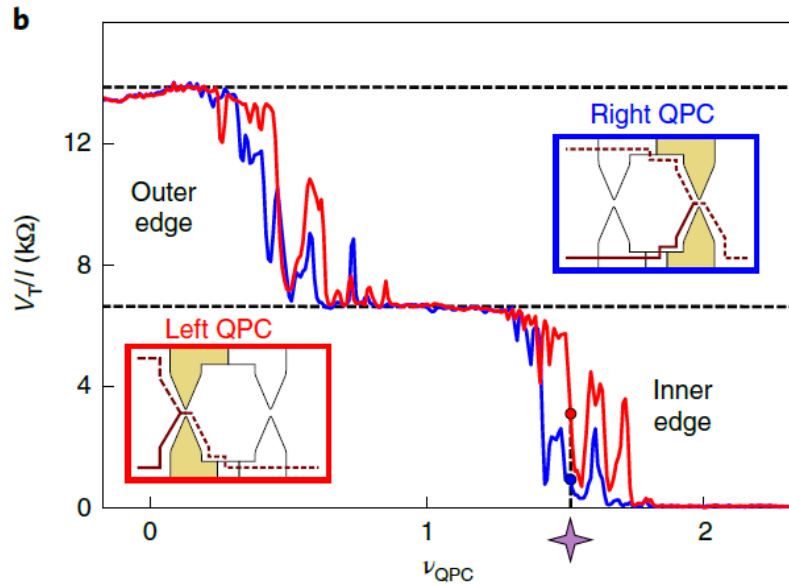 b
12
8
4
0
V_T/I (kΩ)
Outer
edge
Right QPC
Left QPC
Inner
edge
0
1
2
ν_QPC